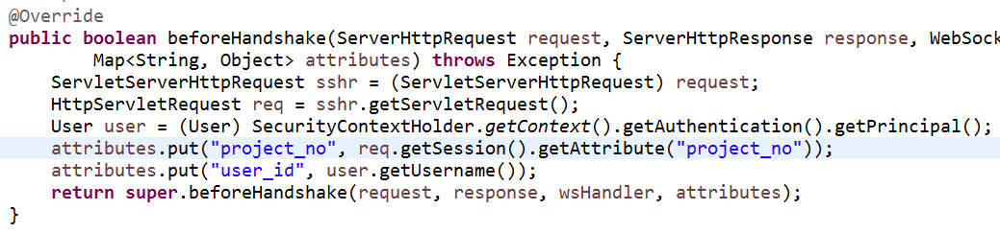 @Override
public boolean beforeHandshake(ServerHttpRequest request, ServerHttpResponse response, WebSock
Map<String, Object> attributes) throws Exception {
ServletServerHttpRequest sshr = (ServletServerHttpRequest) request;
HttpServletRequest req = sshr.getServletRequest();
User user = (User) SecurityContextHolder.getContext().getAuthentication().getPrincipal();
attributes.put("project_no", req.getSession().getAttribute("project_no"));
attributes.put("user_id", user.getUsername());
return super.beforeHandshake(request, response, wsHandler, attributes);
}